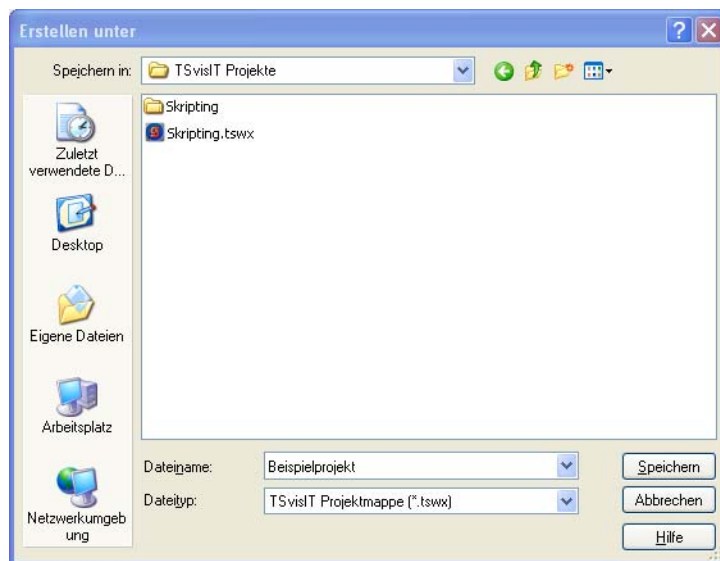 Erstellen unter
Speichern in:
TSvisIT Projekte
Skripting
Skripting.tswx
Zuletzt
verwendete D...
Desktop
Eigene Dateien
Arbeitsplatz
Netzwerkumgeb
ung
Dateiname:
Beispielprojekt
Speichern
Dateityp:
TSvisIT Projektmappe (*.tswx)
Abbrechen
Hilfe